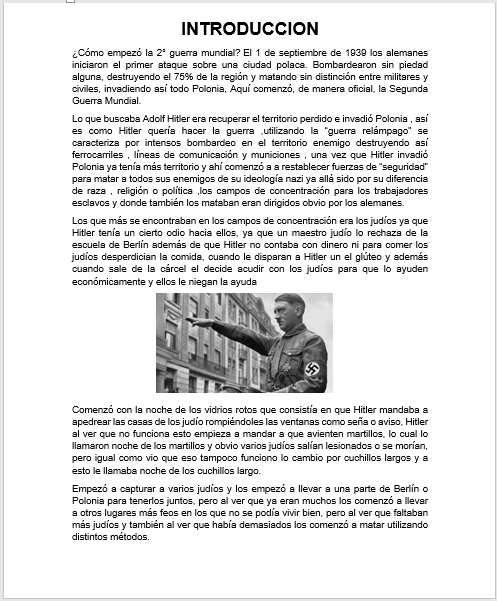 INTRODUCCION
¿Cómo empezó la 2° guerra mundial? El 1 de septiembre de 1939 los alemanes
iniciaron el primer ataque sobre una ciudad polaca. Bombardearon sin piedad
alguna, destruyendo el 75% de la región y matando sin distinción entre militares y
civiles, invadiendo así todo Polonia, Aquí comenzó, de manera oficial, la Segunda
Guerra Mundial.
Lo que buscaba Adolf Hitler era recuperar el territorio perdido e invadió Polonia , así
es como Hitler quería hacer la guerra ,utilizando la “guerra relámpago” se
caracteriza por intensos bombardeo en el territorio enemigo destruyendo así
ferrocarriles , líneas de comunicación y municiones , una vez que Hitler invadió
Polonia ya tenía más territorio y ahí comenzó a a restablecer fuerzas de “seguridad”
para matar a todos sus enemigos de su ideología nazi ya allá sido por su diferencia
de raza , religión o política ,los campos de concentración para los trabajadores
esclavos y donde también los mataban eran dirigidos obvio por los alemanes.
Los que más se encontraban en los campos de concentración era los judíos ya que
Hitler tenía un cierto odio hacia ellos, ya que un maestro judío lo rechaza de la
escuela de Berlín además de que Hitler no contaba con dinero ni para comer los
judíos desperdician la comida, cuando le disparan a Hitler un el glúteo y además
cuando sale de la cárcel el decide acudir con los judíos para que lo ayuden
económicamente y ellos le niegan la ayuda
Comenzó con la noche de los vidrios rotos que consistía en que Hitler mandaba a
apedrear las casas de los judío rompiéndoles las ventanas como seña o aviso, Hitler
al ver que no funciona esto empieza a mandar a que avienten martillos, lo cual lo
llamaron noche de los martillos y obvio varios judíos salían lesionados o se morían,
pero igual como vio que eso tampoco funciono lo cambio por cuchillos largos y a
esto le llamaba noche de los cuchillos largo.
Empezó a capturar a varios judíos y los empezó a llevar a una parte de Berlín o
Polonia para tenerlos juntos, pero al ver que ya eran muchos los comenzó a llevar
a otros lugares más feos en los que no se podía vivir bien, pero al ver que faltaban
más judíos y también al ver que había demasiados los comenzó a matar utilizando
distintos métodos.